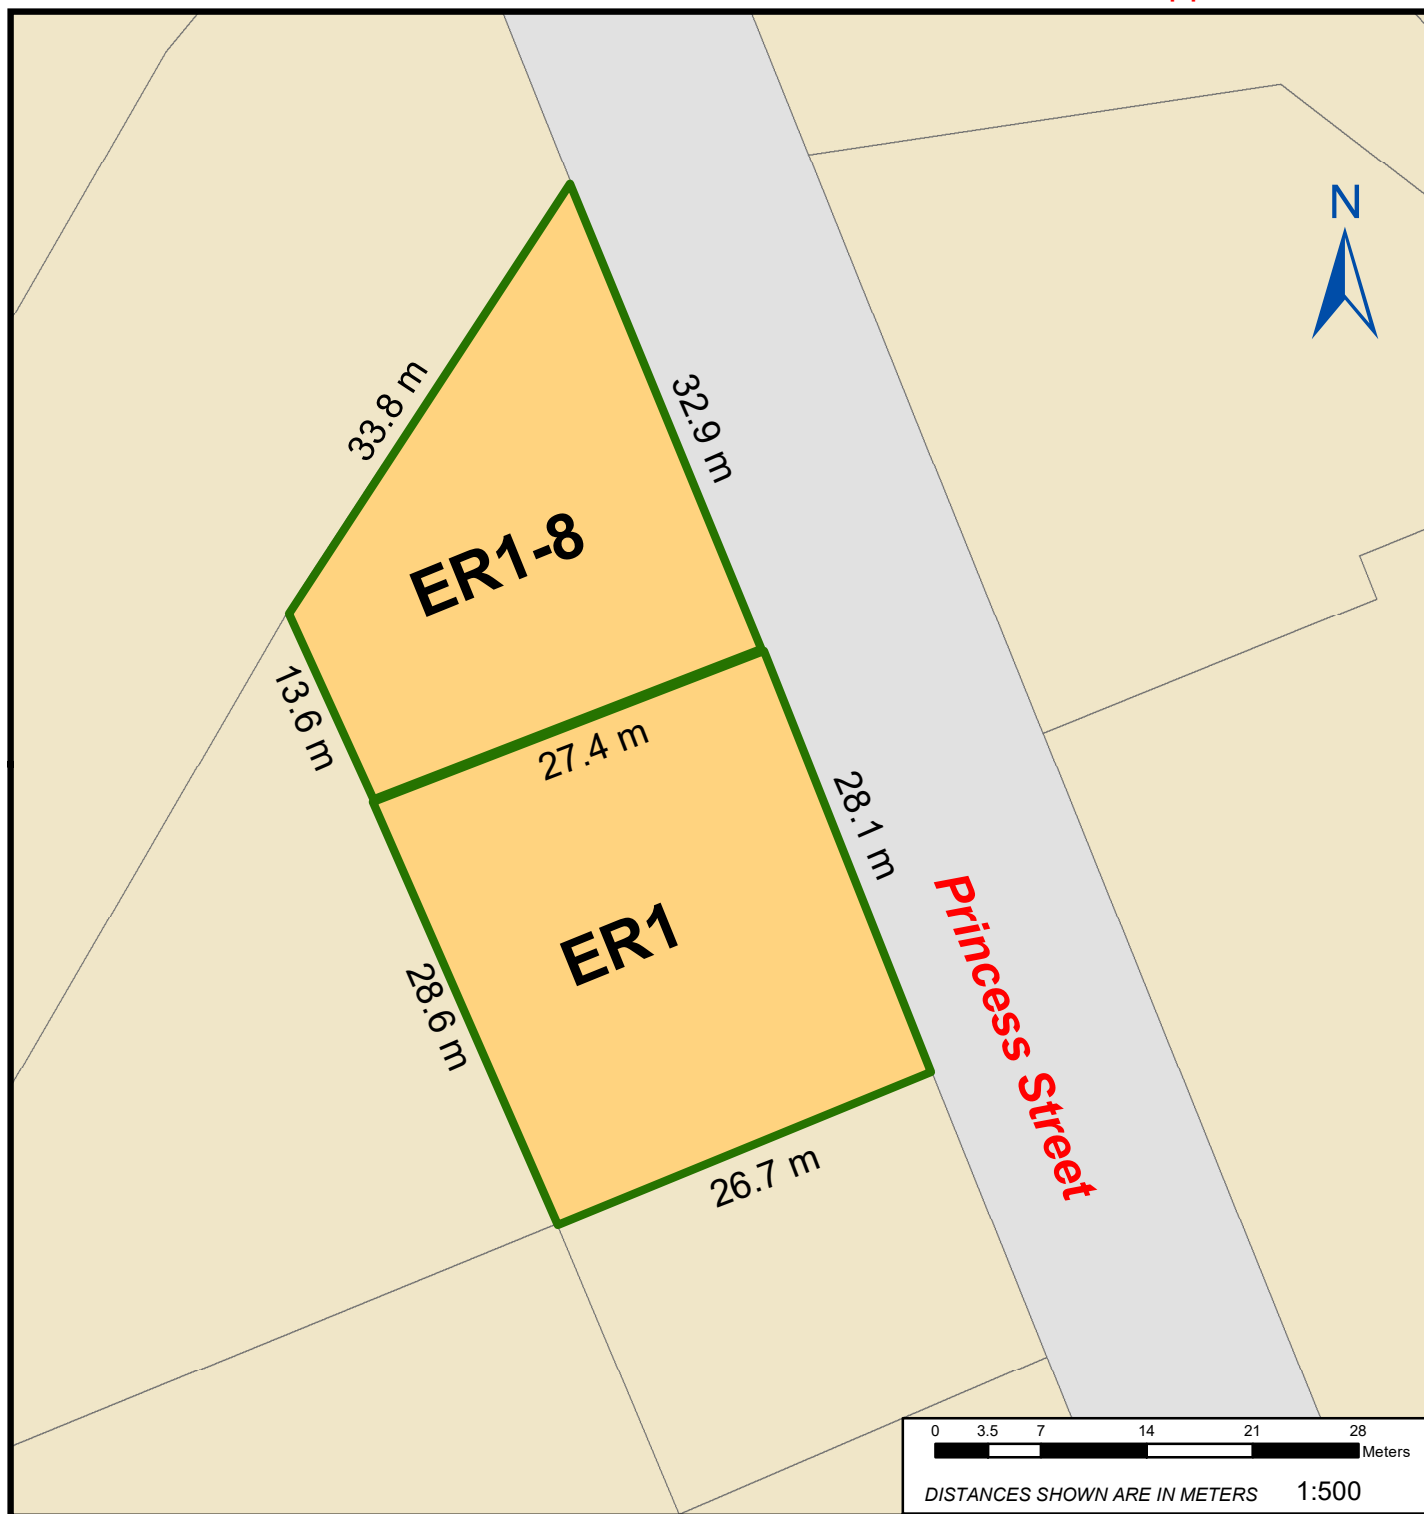 N
33.8 m
32.9 m
ER1-8
13.6 m
27.4 m
28.1 m
ER1
28.6 m
Princess Street
26.7 m
0 3.5 7 14 21 28
Meters
DISTANCES SHOWN ARE IN METERS 1:500